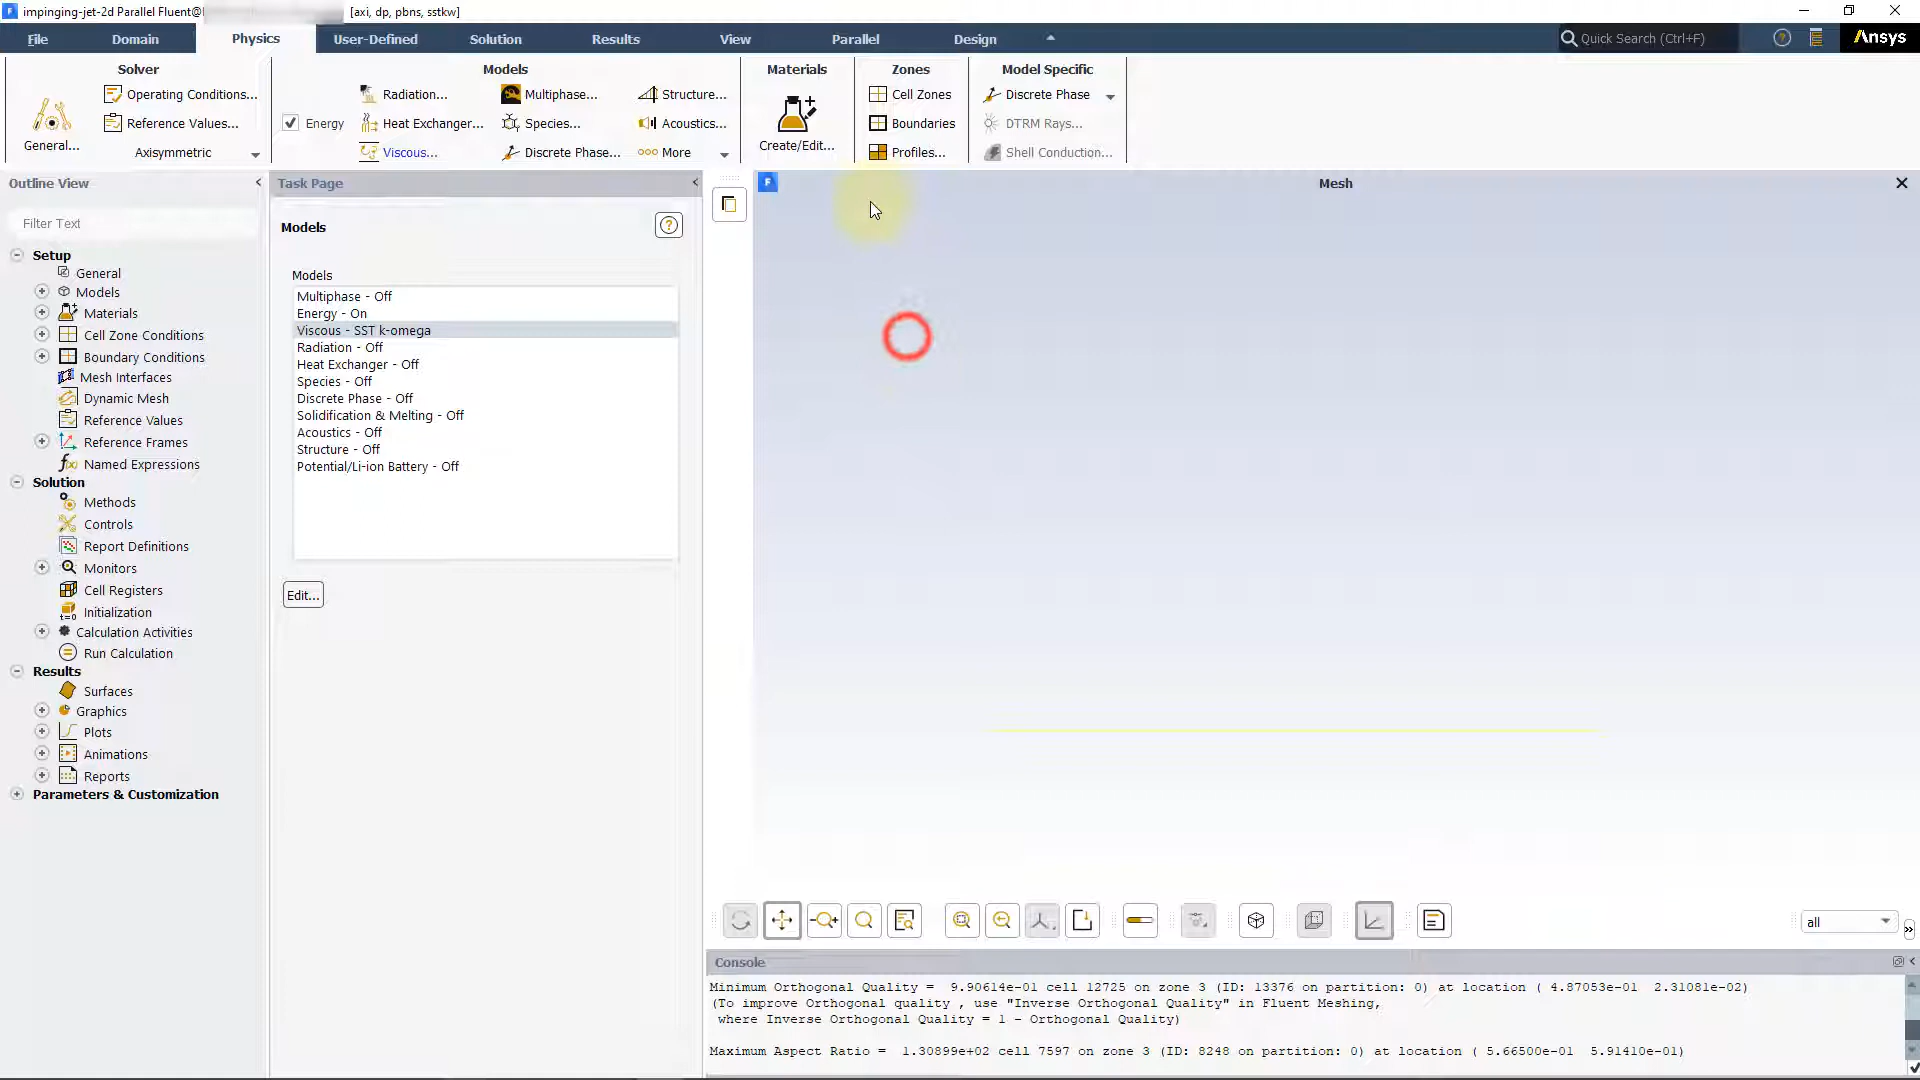 impinging-jet-2d Parallel Fluent@ [axi, dp, pbns, sstkw]
File Domain Physics User-Defined Solution Results View Parallel Design Quick Search (Ctrl+F) Ansys
Solver Models Materials Zones Model Specific
Operating Conditions... Radiation... Multiphase... Structure... Cell Zones Discrete Phase
Reference Values... Energy Heat Exchanger... Species... Acoustics... Boundaries DTRM Rays...
General... Create/Edit...
Axisymmetric Viscous... Discrete Phase... More Profiles... Shell Conduction...
Outline View Task Page Mesh
Filter Text
Setup
General
Models
Materials
Cell Zone Conditions
Boundary Conditions
Mesh Interfaces
Dynamic Mesh
Reference Values
Reference Frames
Named Expressions
Solution
Methods
Controls
Report Definitions
Monitors
Cell Registers
Initialization
Calculation Activities
Run Calculation
Results
Surfaces
Graphics
Plots
Animations
Reports
Parameters & Customization
Models
Models
Multiphase - Off
Energy - On
Viscous - SST k-omega
Radiation - Off
Heat Exchanger - Off
Species - Off
Discrete Phase - Off
Solidification & Melting - Off
Acoustics - Off
Structure - Off
Potential/Li-ion Battery - Off
Edit...
all
Console
Minimum Orthogonal Quality =  9.90614e-01 cell 12725 on zone 3 (ID: 13376 on partition: 0) at location ( 4.87053e-01  2.31081e-02)
(To improve Orthogonal quality , use "Inverse Orthogonal Quality" in Fluent Meshing,
where Inverse Orthogonal Quality = 1 - Orthogonal Quality)
Maximum Aspect Ratio =  1.30899e+02 cell 7597 on zone 3 (ID: 8248 on partition: 0) at location ( 5.66500e-01  5.91410e-01)